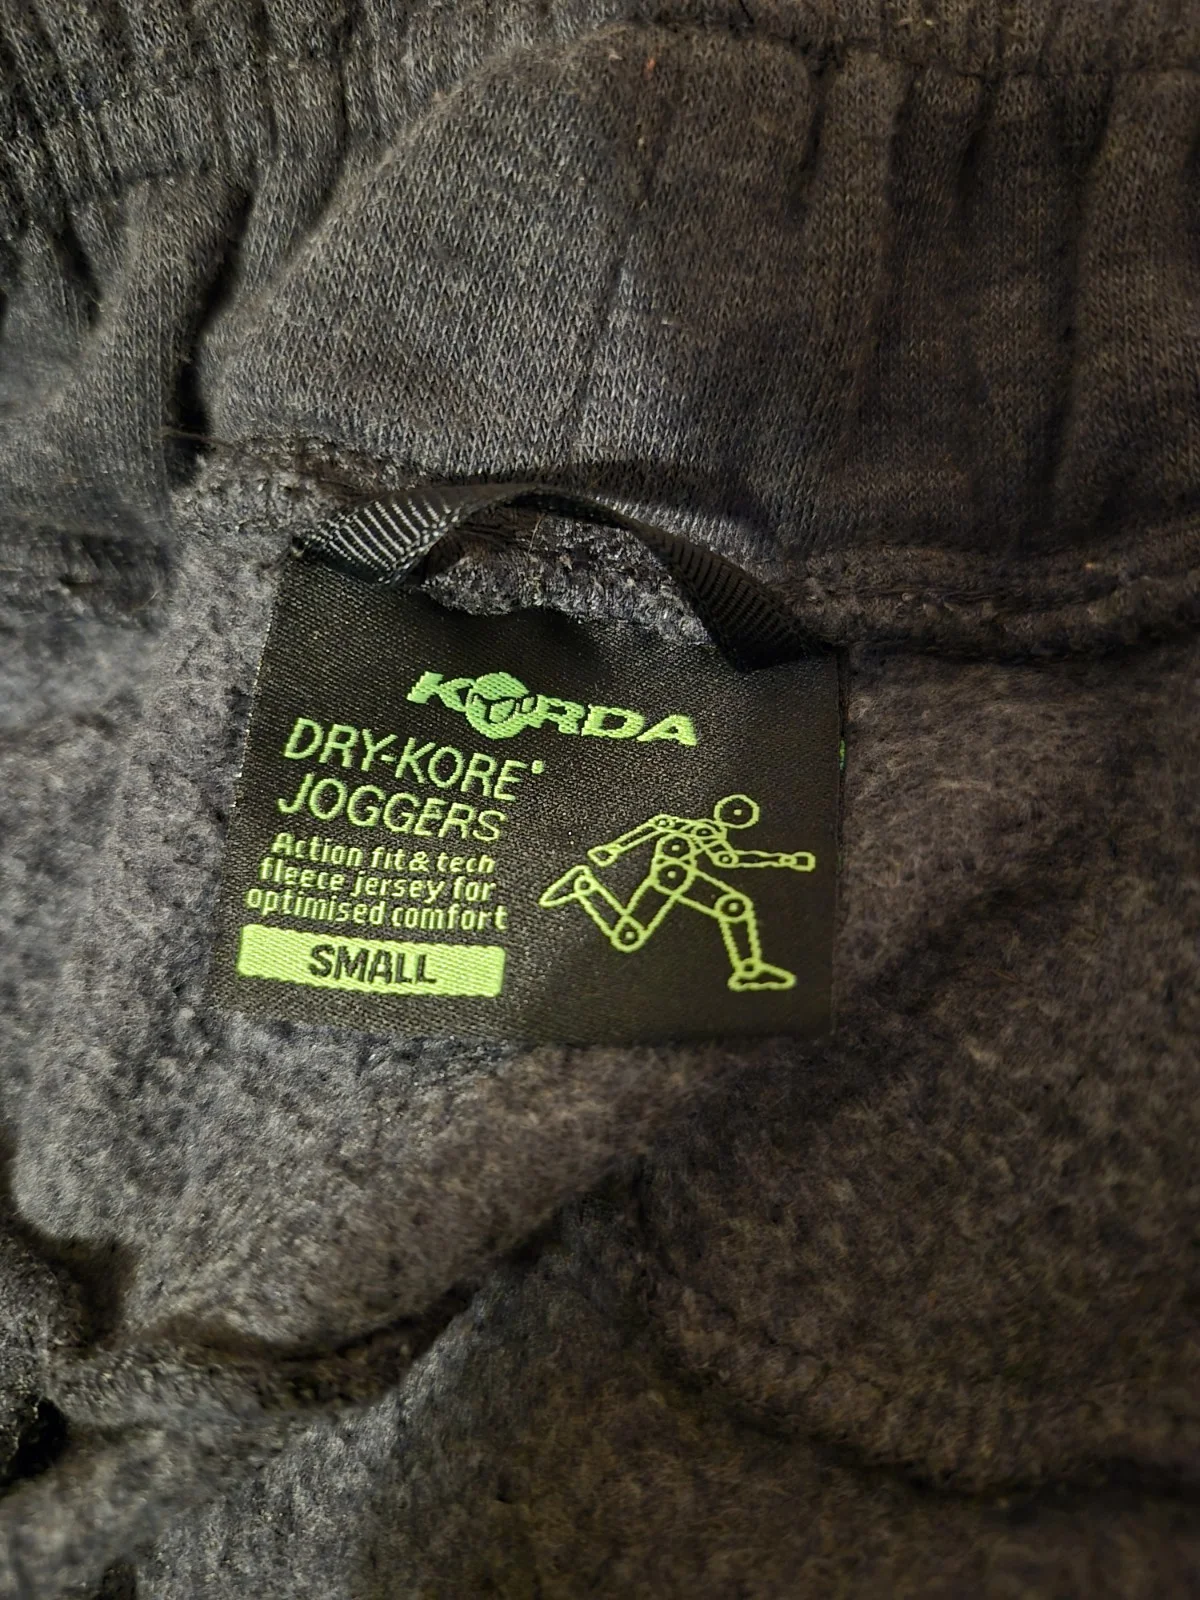 KORDA
DRY-KORE®
JOGGERS
Action fit & tech
fleece jersey for
optimised comfort
SMALL